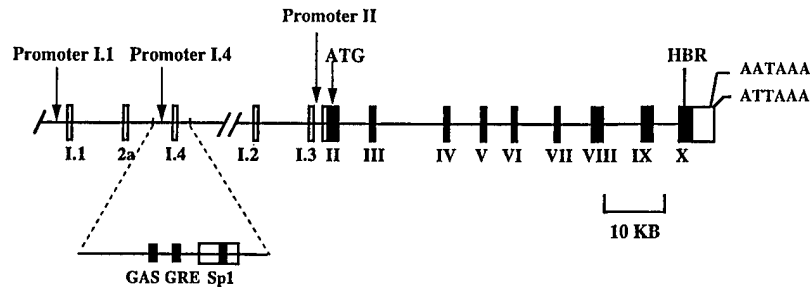 Promoter II
Promoter I.1 Promoter I.4 ATG HBR
AATAAA
ATTAAA
I.1 2a I.4 I.2 I.3 II III IV V VI VII VIII IX X
10 KB
GAS GRE Sp1